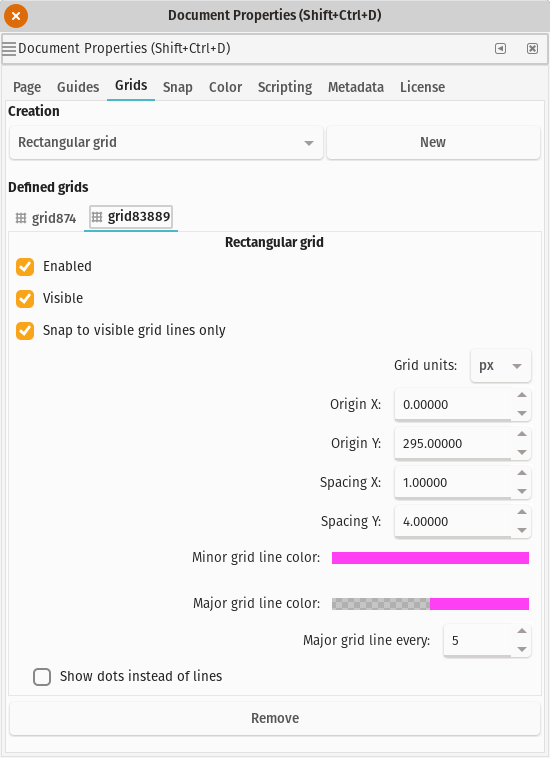 Document Properties (Shift+Ctrl+D)
Document Properties (Shift+Ctrl+D)
Page Guides Grids Snap Color Scripting Metadata License
Creation
Rectangular grid New
Defined grids
grid874 grid83889
Rectangular grid
Enabled
Visible
Snap to visible grid lines only
Grid units: px
Origin X: 0.00000
Origin Y: 295.00000
Spacing X: 1.00000
Spacing Y: 4.00000
Minor grid line color:
Major grid line color:
Major grid line every: 5
Show dots instead of lines
Remove